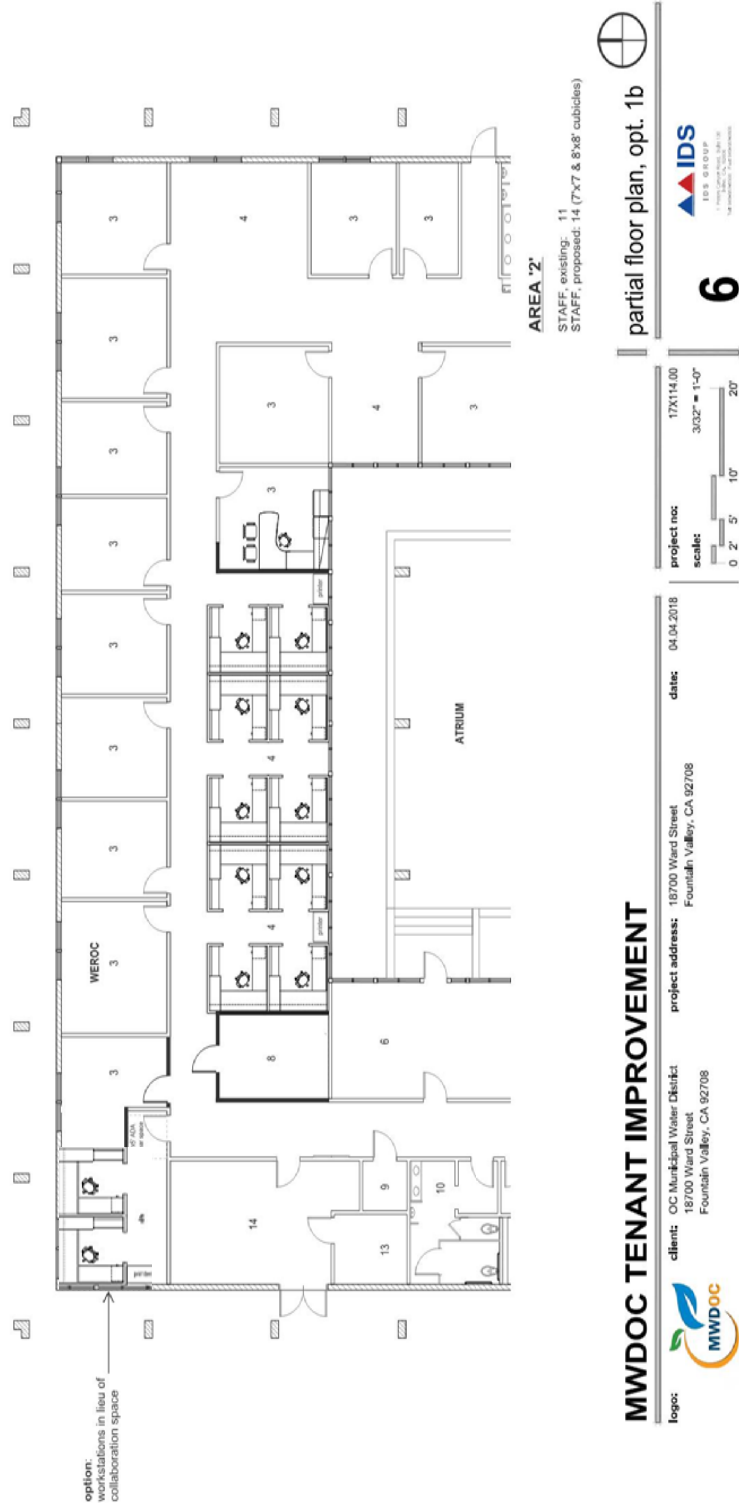 option:
workstations in lieu of
collaboration space
WEROC
3
3
3
3
3
3
3
3
3
4
3
3
3
4
3
3
4
4
8
6
14
9
13
10
printer
printer
ATRIUM
AREA '2'
STAFF, existing: 11
STAFF, proposed: 14 (7'x7' & 8'x8' cubicles)
MWDOC TENANT IMPROVEMENT
partial floor plan, opt. 1b
logo:
MWDOC
client: OC Municipal Water District
18700 Ward Street
Fountain Valley, CA 92708
project address: 18700 Ward Street
Fountain Valley, CA 92708
date: 04.04.2018
project no: 17X114.00
scale: 3/32" = 1'-0"
0 2' 5' 10' 20'
6
IDS
IDS GROUP